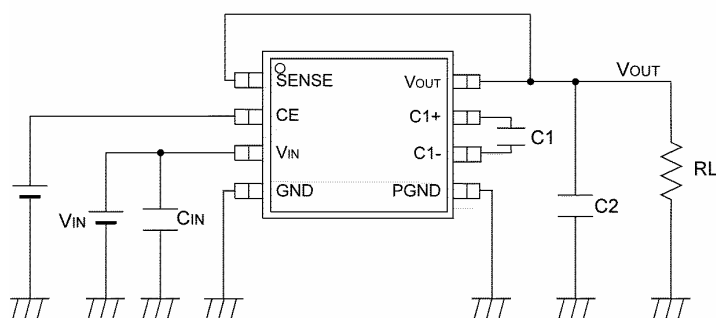 SENSE
VOUT
VOUT
CE
C1+
C1
VIN
C1-
RL
GND
PGND
VIN
CIN
C2